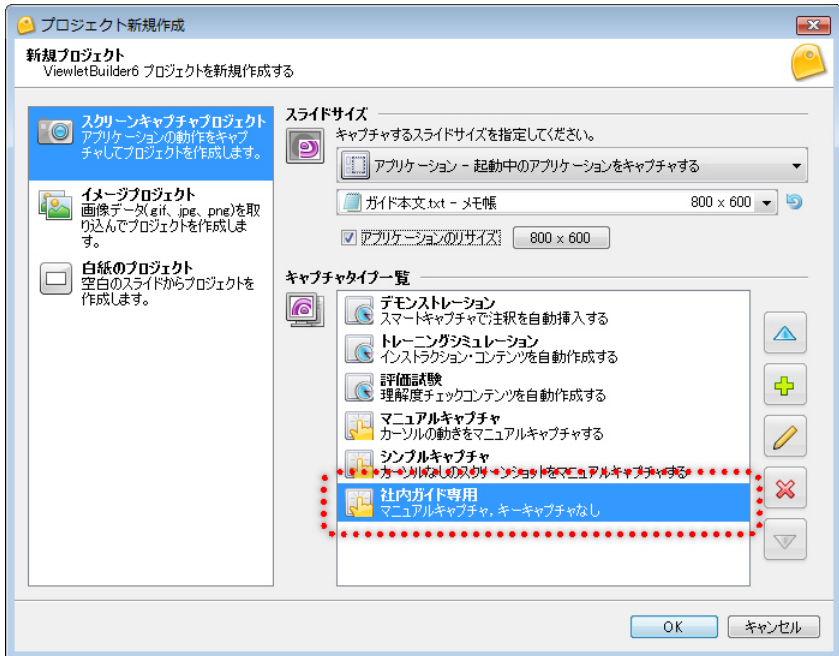 プロジェクト新規作成
新規プロジェクト
ViewletBuilder6 プロジェクトを新規作成する
スクリーンキャプチャプロジェクト
アプリケーションの動作をキャプ
チャしてプロジェクトを作成します。
イメージプロジェクト
画像データ(gif、jpg、png)を取
り込んでプロジェクトを作成しま
す。
白紙のプロジェクト
空白のスライドからプロジェクトを
作成します。
スライドサイズ
キャプチャするスライドサイズを指定してください。
アプリケーション - 起動中のアプリケーションをキャプチャする
ガイド本文.txt - メモ帳 800 x 600
アプリケーションのリサイズ 800 x 600
キャプチャタイプ一覧
デモンストレーション
スマートキャプチャで注釈を自動挿入する
トレーニングシミュレーション
インストラクション・コンテンツを自動作成する
評価試験
理解度チェックコンテンツを自動作成する
マニュアルキャプチャ
カーソルの動きをマニュアルキャプチャする
シンプルキャプチャ
カーソルなしのスクリーンショットをマニュアルキャプチャする
社内ガイド専用
マニュアルキャプチャ, キーキャプチャなし
OK キャンセル